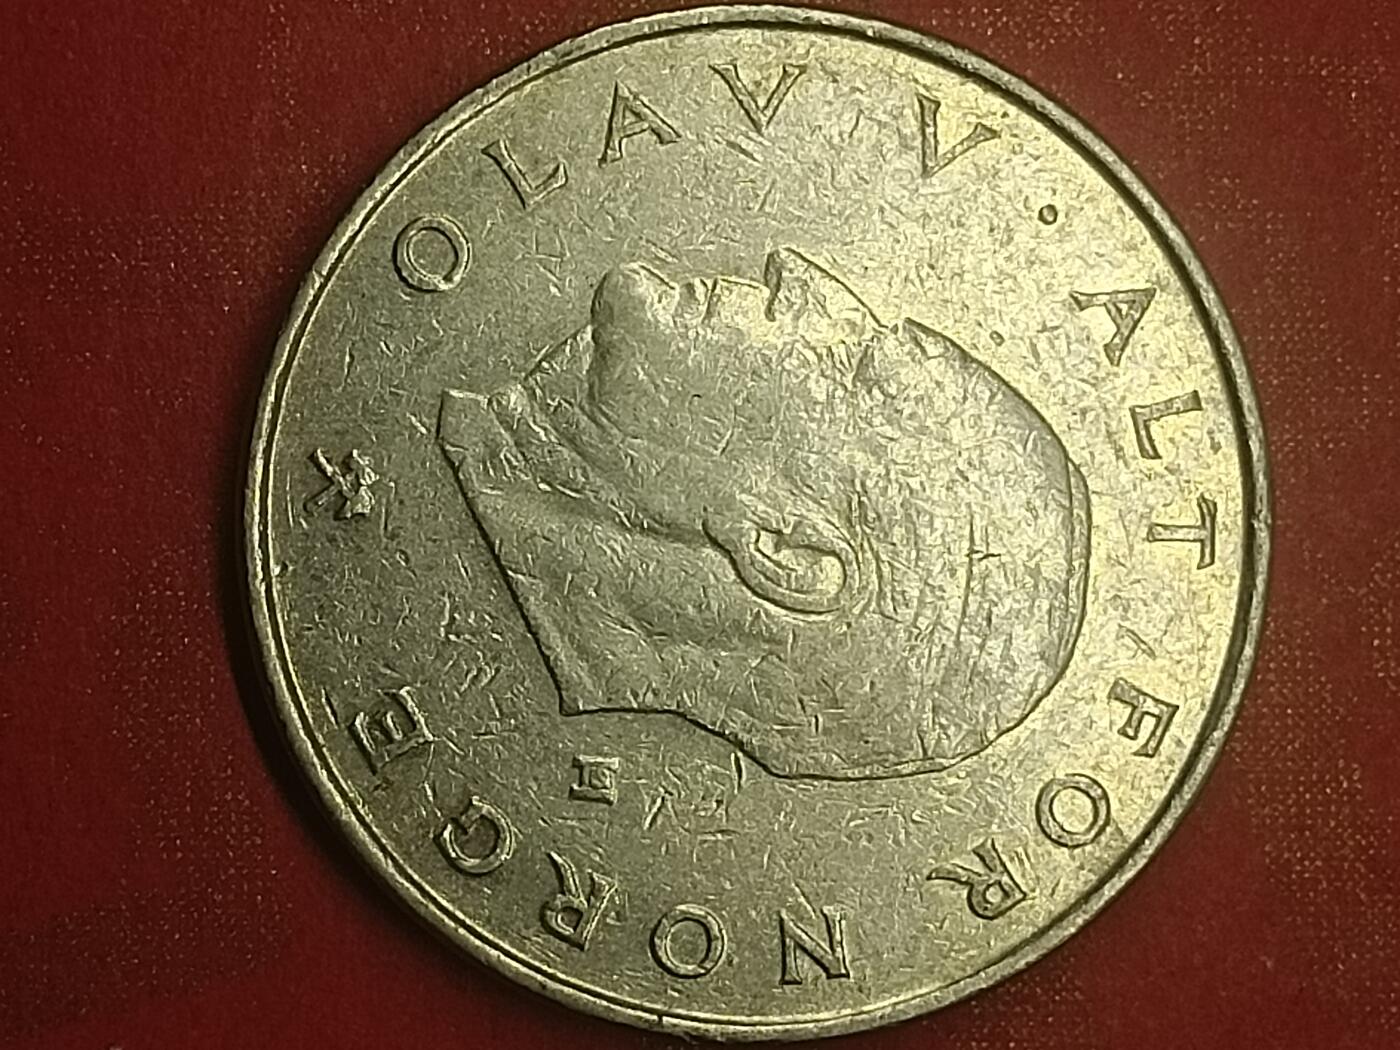 OLAV V · ALT FOR NORGE
H